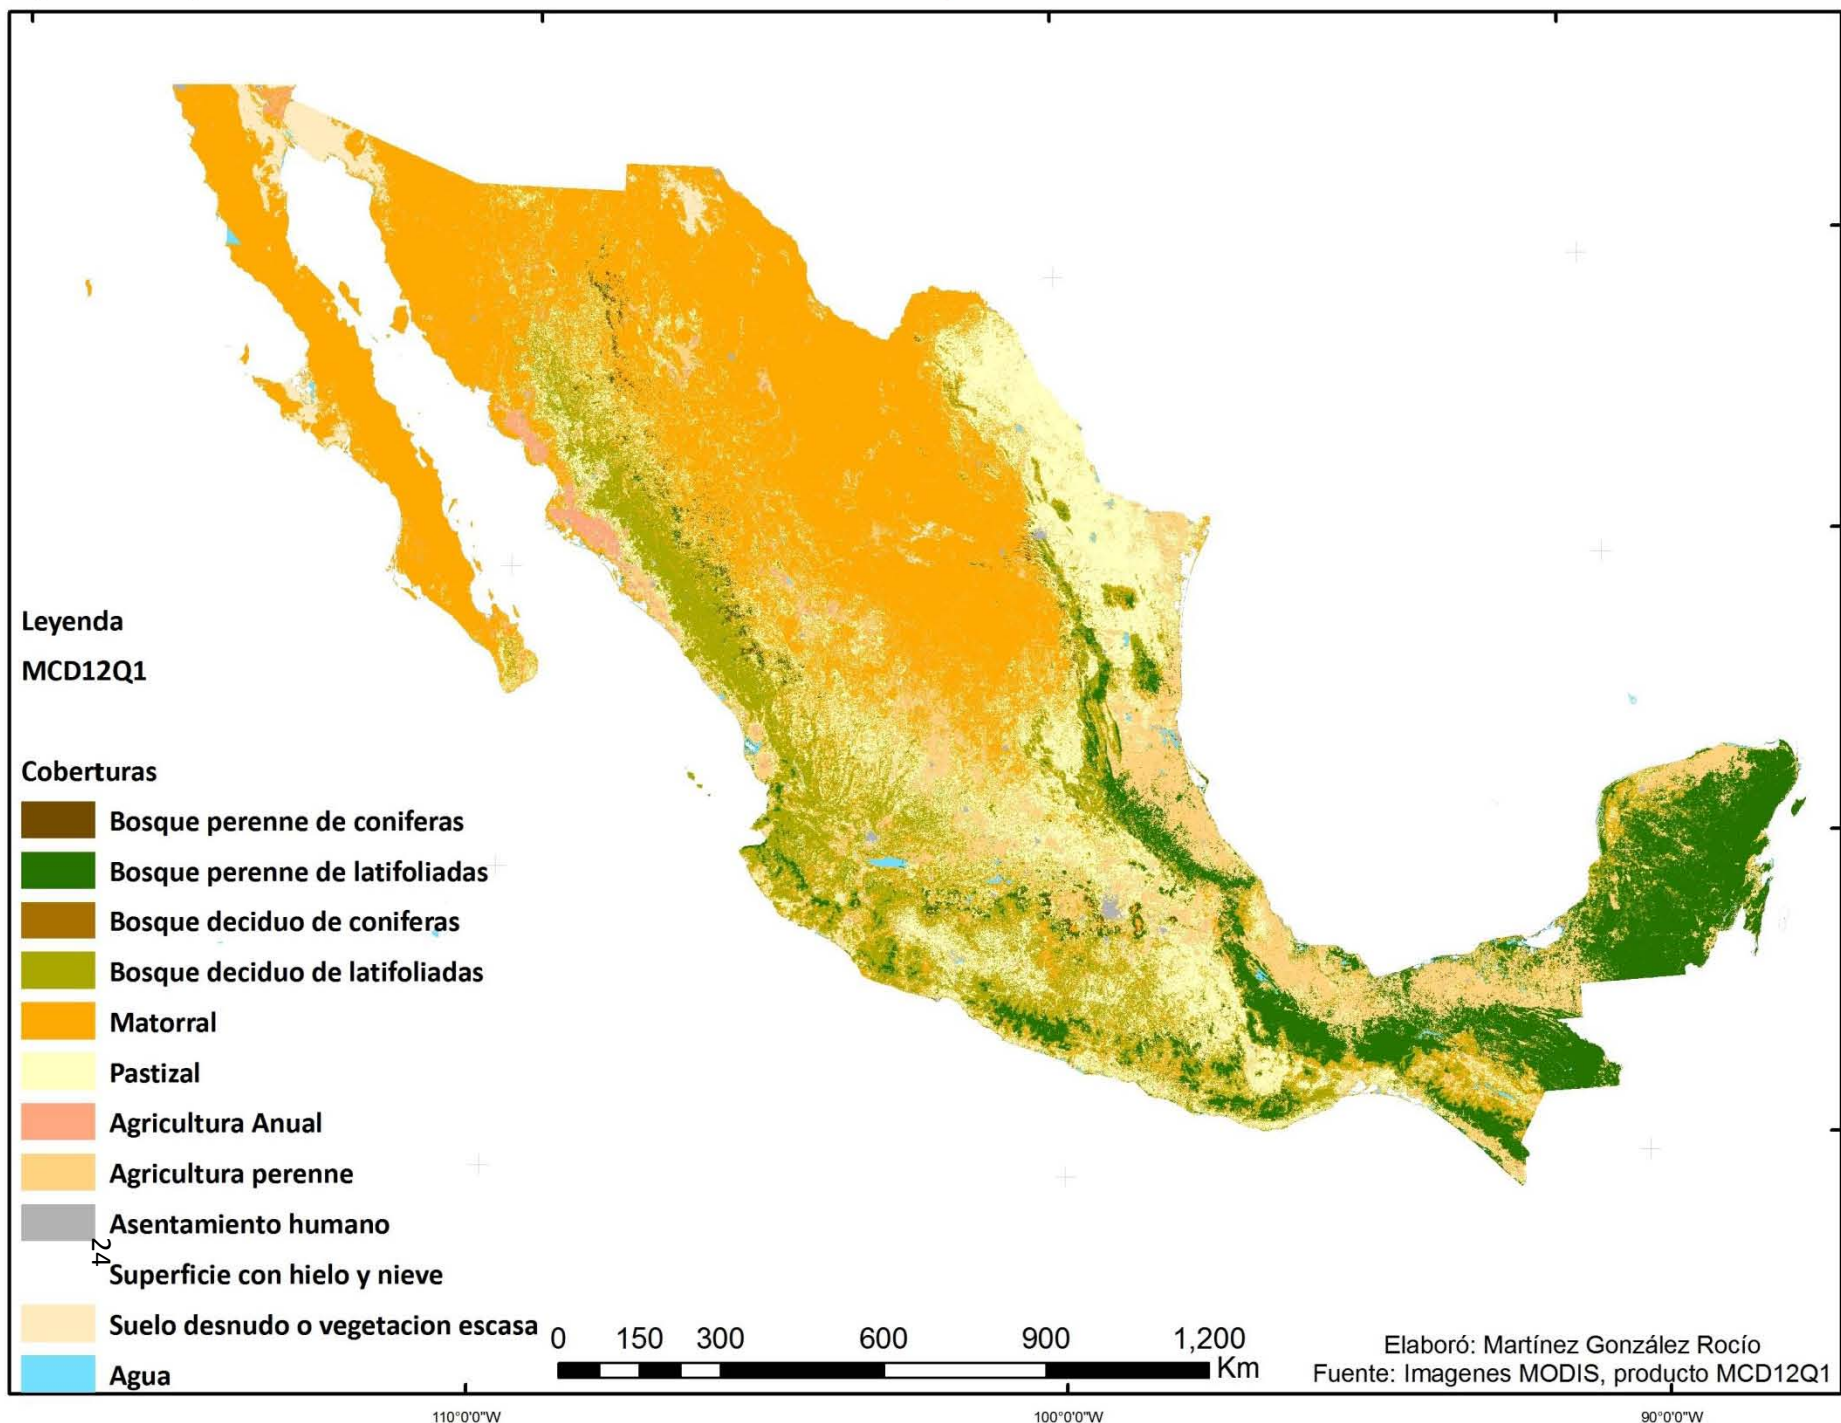 Leyenda
MCD12Q1
Coberturas
Bosque perenne de coniferas
Bosque perenne de latifoliadas
Bosque deciduo de coniferas
Bosque deciduo de latifoliadas
Matorral
Pastizal
Agricultura Anual
Agricultura perenne
Asentamiento humano
24
Superficie con hielo y nieve
Suelo desnudo o vegetacion escasa
Agua
0 150 300 600 900 1,200
Km
Elaboró: Martínez González Rocío
Fuente: Imagenes MODIS, producto MCD12Q1
110°0'0"W 100°0'0"W 90°0'0"W